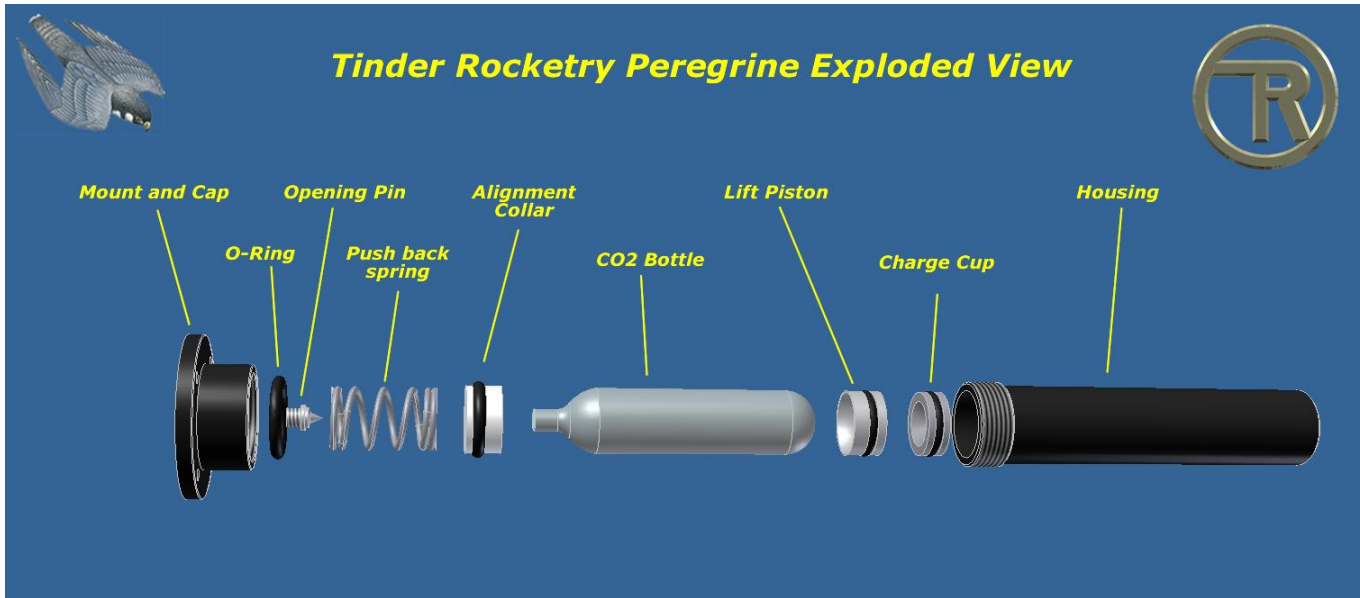 Tinder Rocketry Peregrine Exploded View
TR
Mount and Cap
Opening Pin
Alignment
Collar
Lift Piston
Housing
O-Ring
Push back
spring
CO2 Bottle
Charge Cup